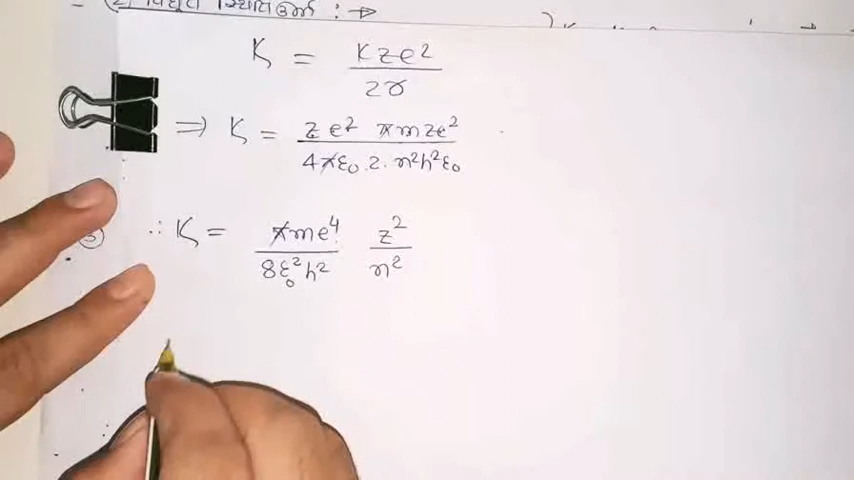 K = KZe² / 2r
⇒ K = Ze² πmZe² / 4πε₀ . 2 . n²h²ε₀
∴ K = πme⁴ / 8ε₀²h² Z² / n²